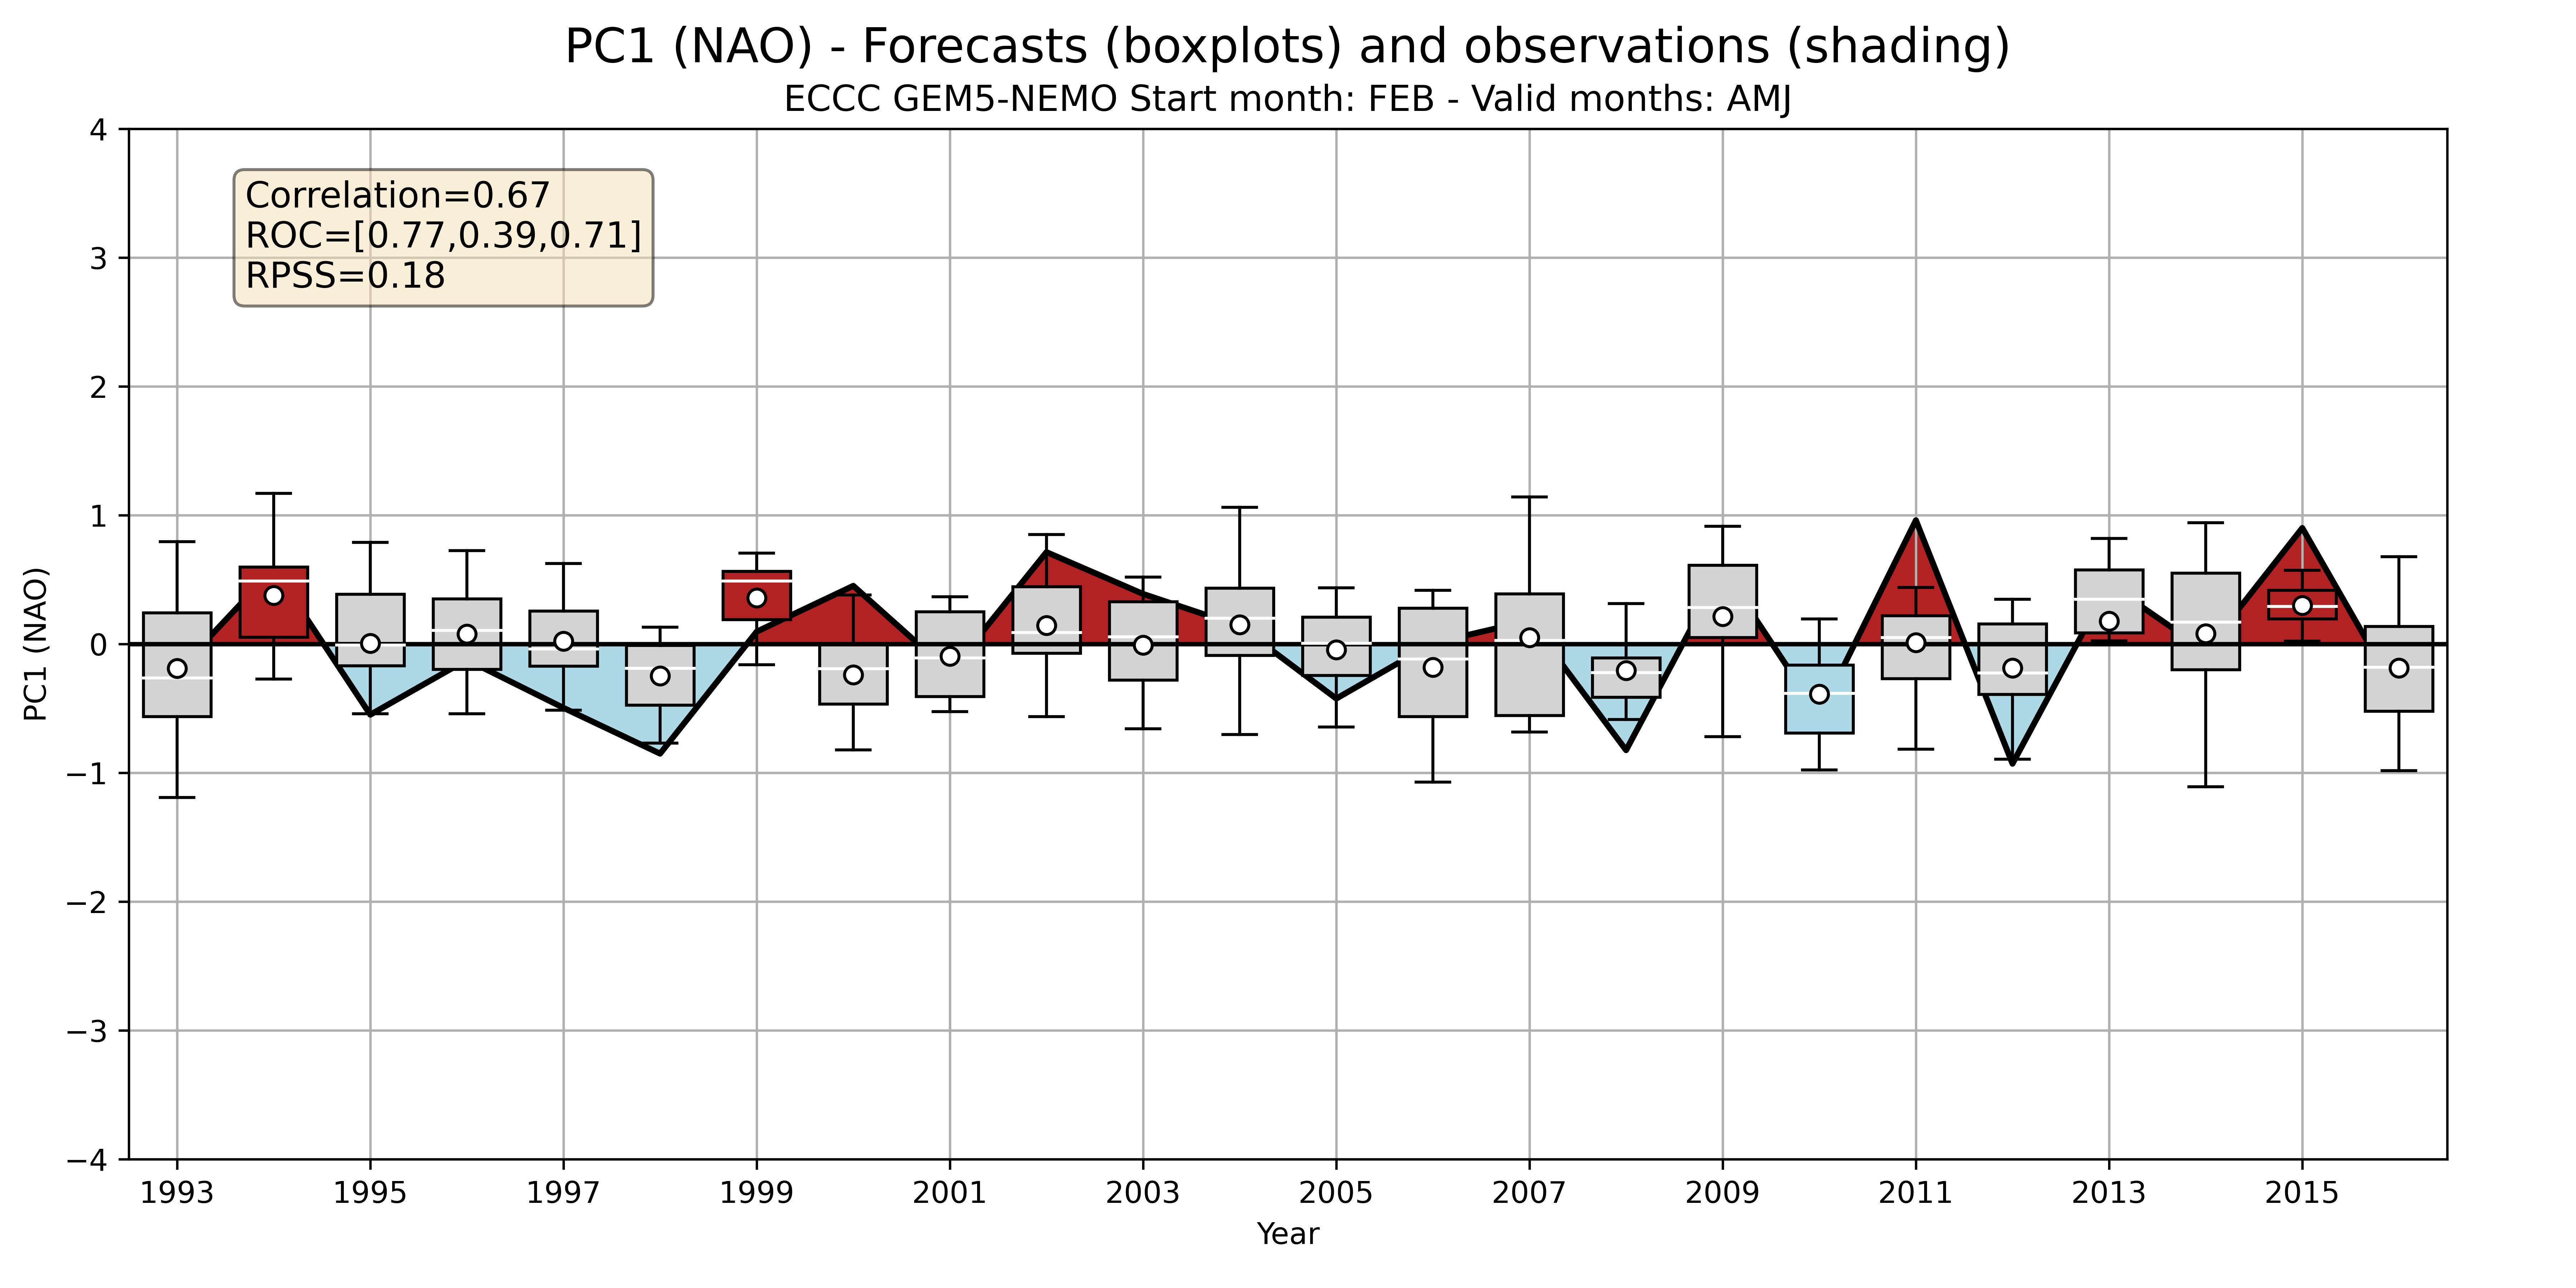 PC1 (NAO) - Forecasts (boxplots) and observations (shading)
ECCC GEM5-NEMO Start month: FEB - Valid months: AMJ
Correlation=0.67
ROC=[0.77,0.39,0.71]
RPSS=0.18
PC1 (NAO)
4
3
2
1
0
−1
−2
−3
−4
1993 1995 1997 1999 2001 2003 2005 2007 2009 2011 2013 2015
Year